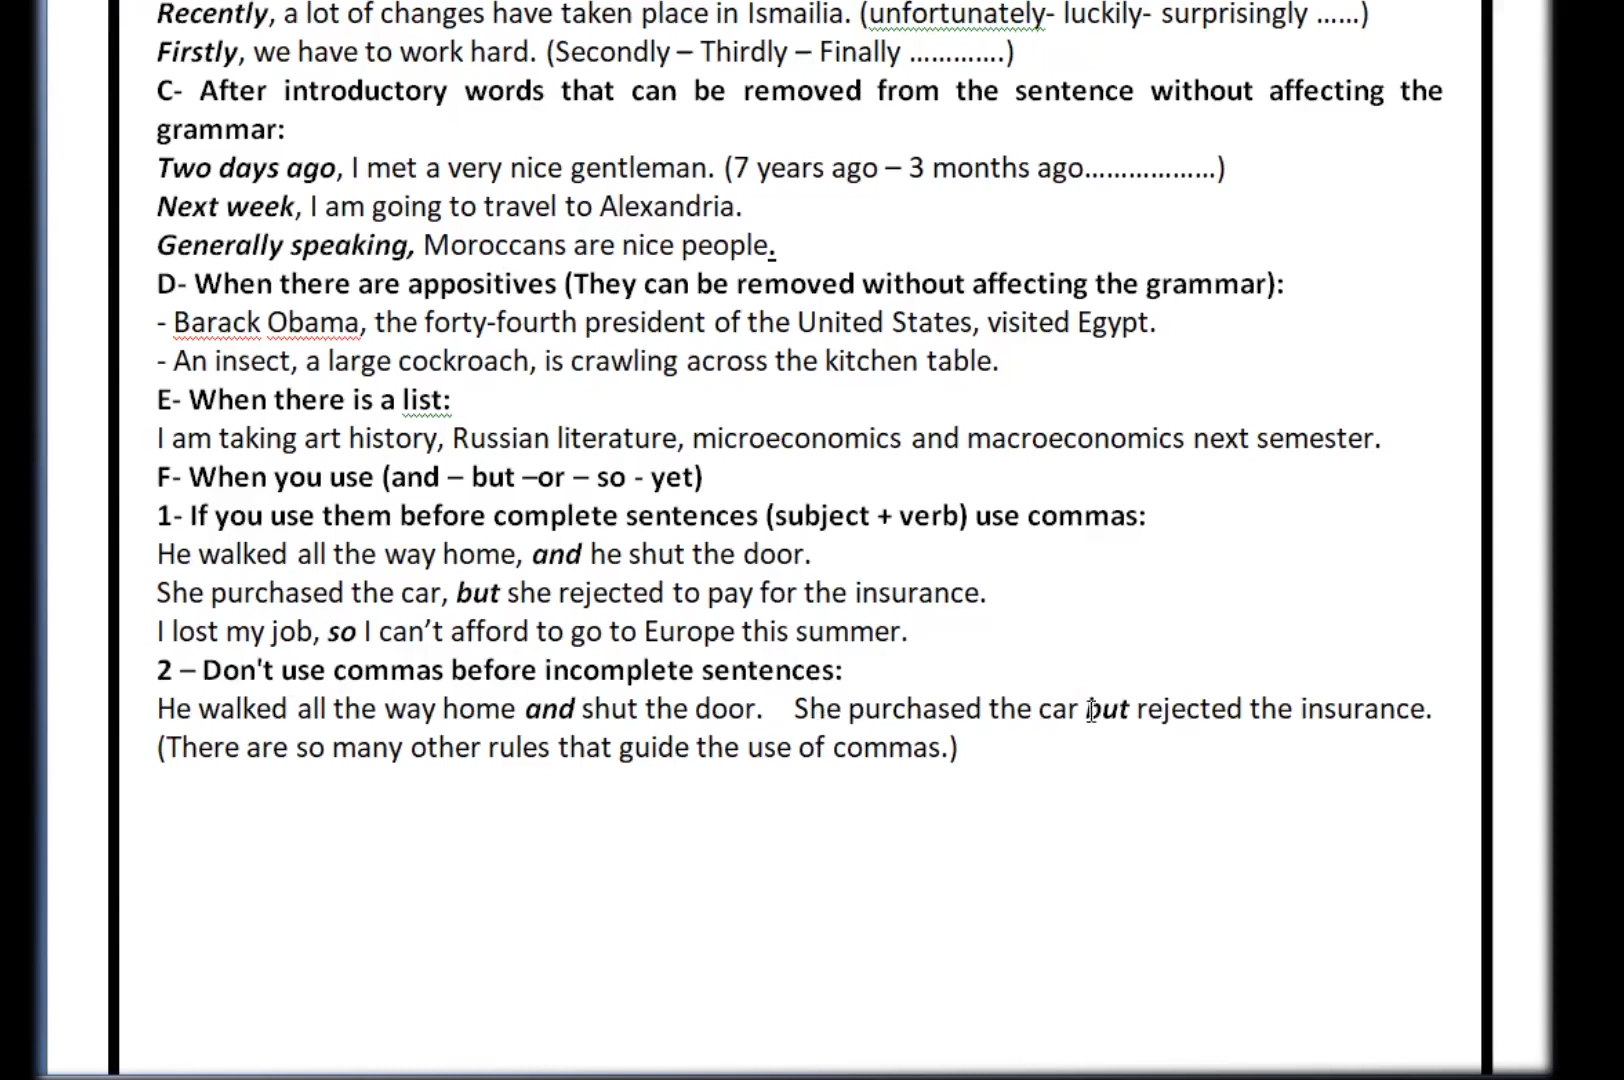 Recently, a lot of changes have taken place in Ismailia. (unfortunately- luckily- surprisingly ......)
Firstly, we have to work hard. (Secondly – Thirdly – Finally .............)
C- After introductory words that can be removed from the sentence without affecting the
grammar:
Two days ago, I met a very nice gentleman. (7 years ago – 3 months ago..................)
Next week, I am going to travel to Alexandria.
Generally speaking, Moroccans are nice people.
D- When there are appositives (They can be removed without affecting the grammar):
- Barack Obama, the forty-fourth president of the United States, visited Egypt.
- An insect, a large cockroach, is crawling across the kitchen table.
E- When there is a list:
I am taking art history, Russian literature, microeconomics and macroeconomics next semester.
F- When you use (and – but –or – so - yet)
1- If you use them before complete sentences (subject + verb) use commas:
He walked all the way home, and he shut the door.
She purchased the car, but she rejected to pay for the insurance.
I lost my job, so I can’t afford to go to Europe this summer.
2 – Don't use commas before incomplete sentences:
He walked all the way home and shut the door. She purchased the car but rejected the insurance.
(There are so many other rules that guide the use of commas.)